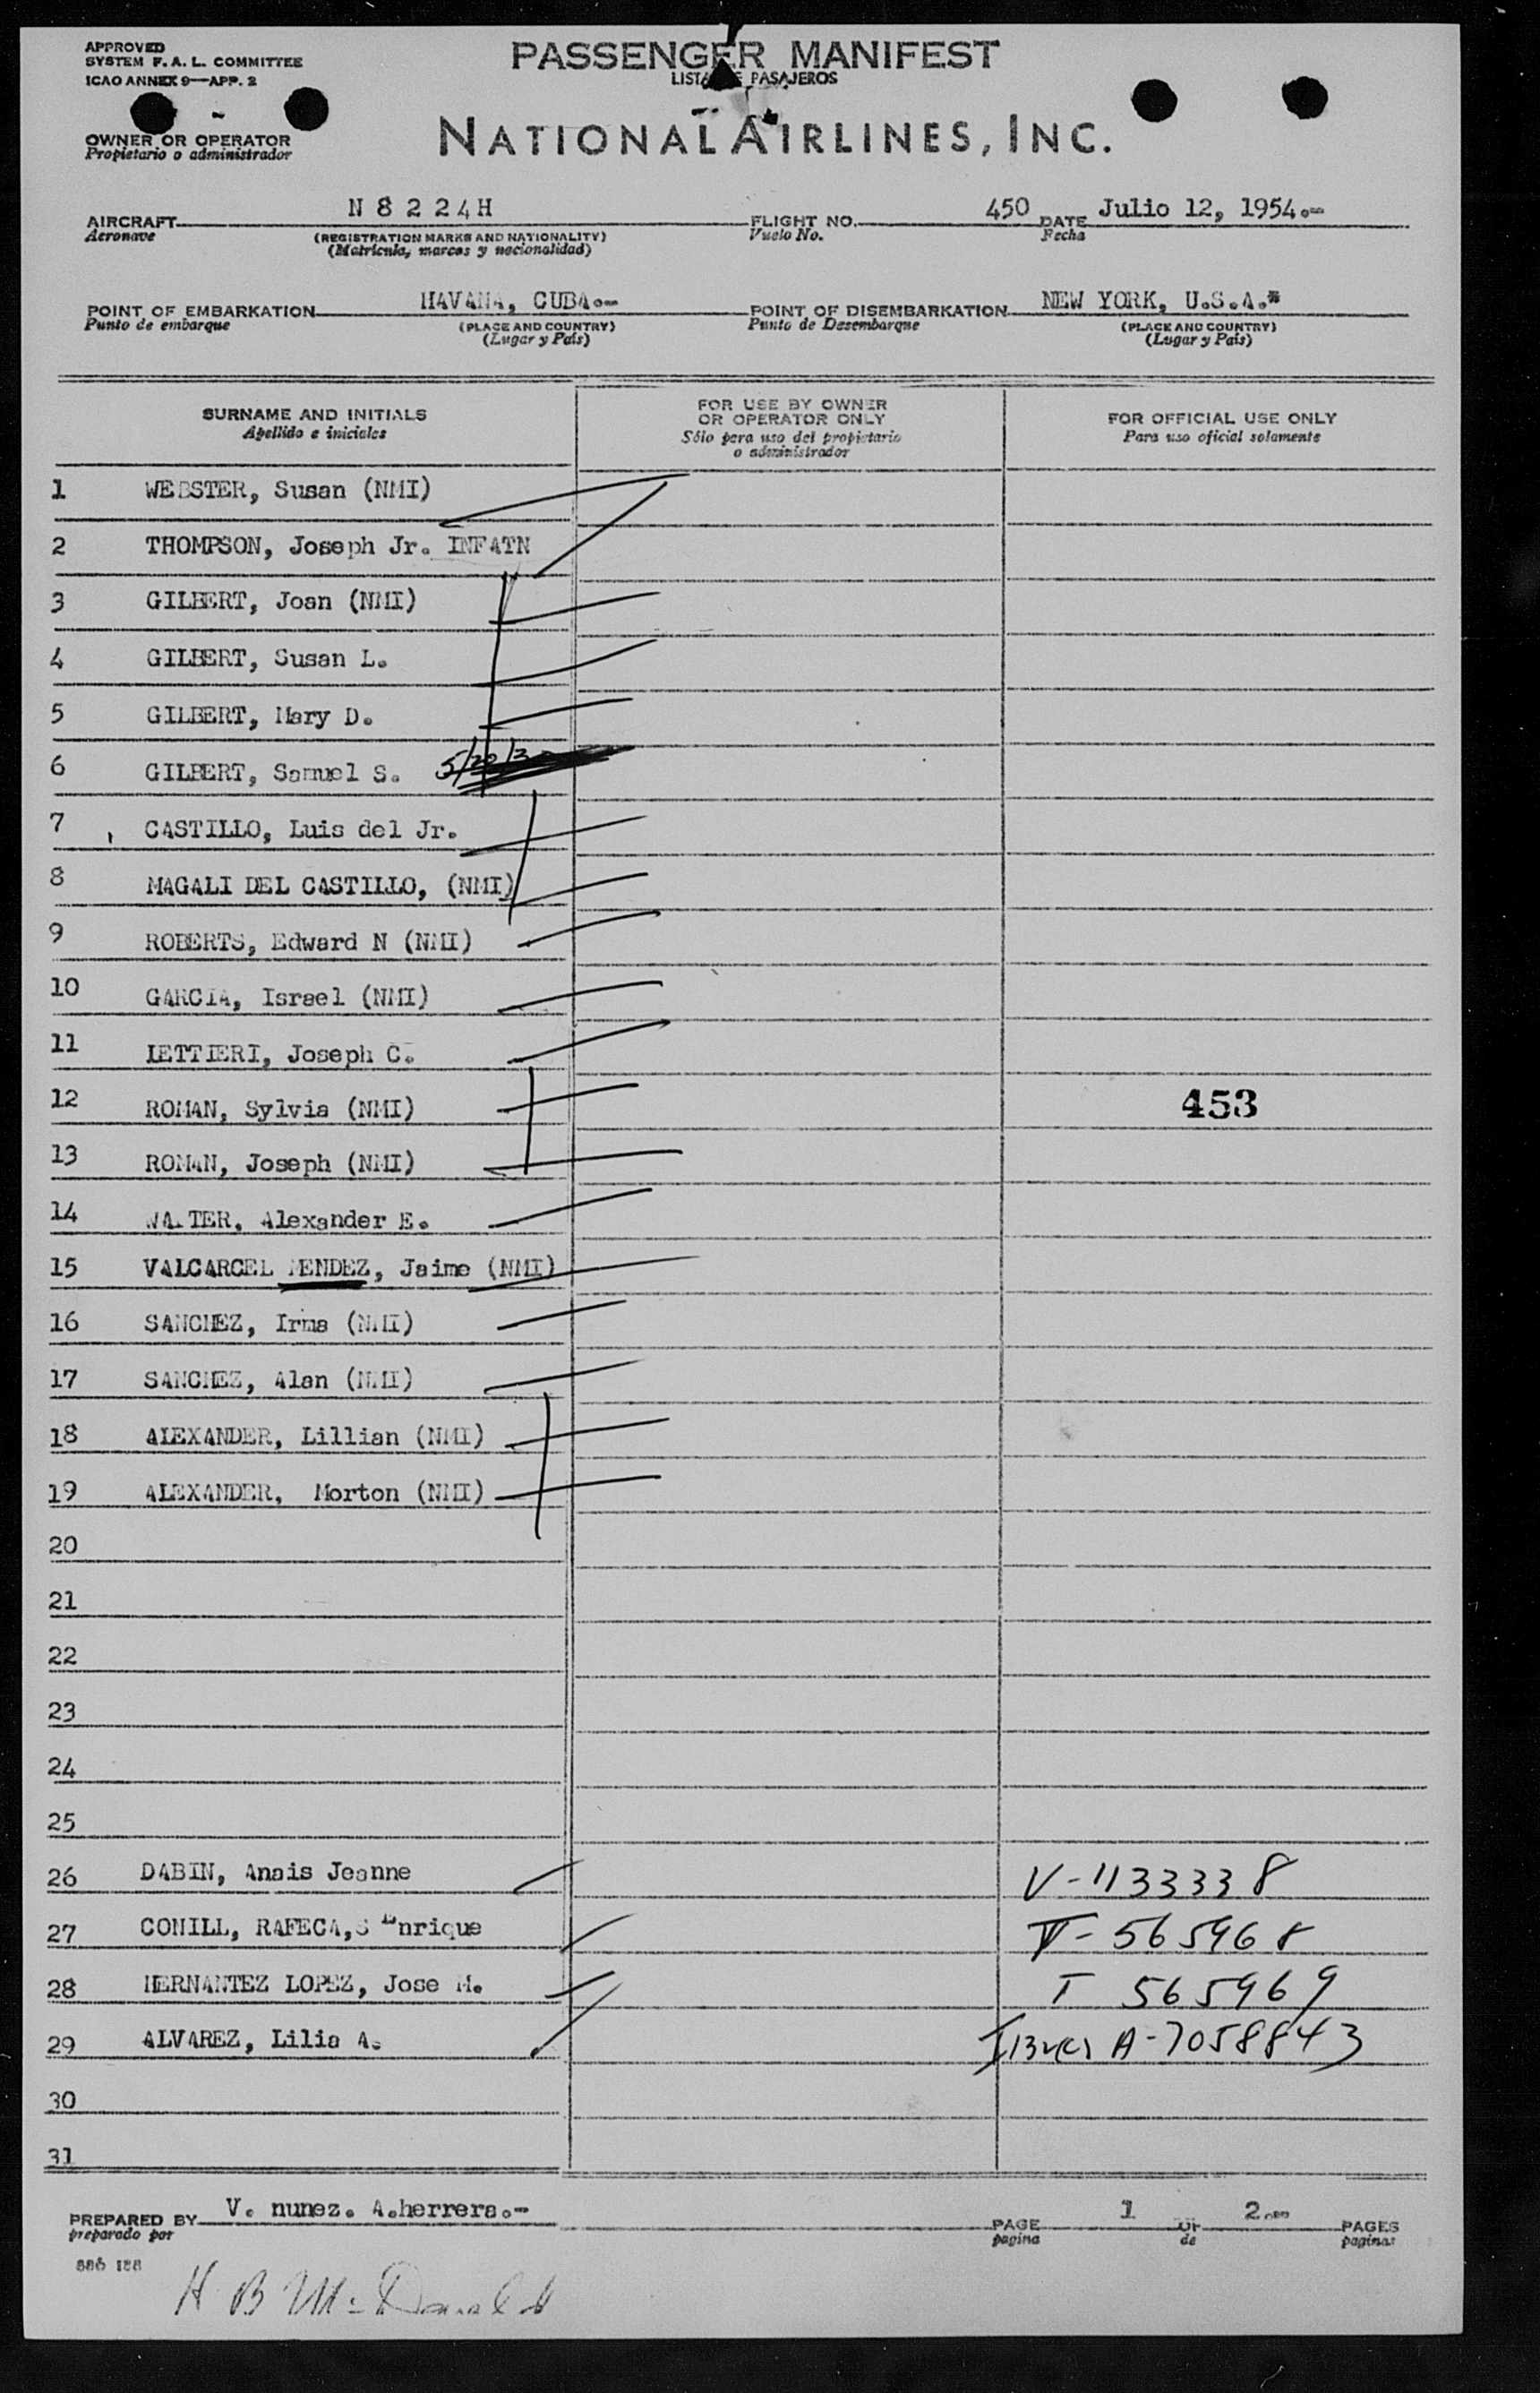 APPROVED
SYSTEM F. A. L. COMMITTEE
ICAO ANNEX 9—APP. 2
PASSENGER MANIFEST
LISTA DE PASAJEROS
OWNER OR OPERATOR
Propietario o administrador
NATIONAL AIRLINES, INC.
AIRCRAFT N 8 2 2 4 H FLIGHT NO. 450 DATE Julio 12, 1954.-
Aeronave (REGISTRATION MARKS AND NATIONALITY) Vuelo No. Fecha
(Matricula, marcas y nacionalidad)
POINT OF EMBARKATION HAVANA, CUBA.- POINT OF DISEMBARKATION NEW YORK, U.S.A.
Punto de embarque (PLACE AND COUNTRY) Punto de Desembarque (PLACE AND COUNTRY)
(Lugar y País) (Lugar y País)
SURNAME AND INITIALS
Apellido e iniciales
FOR USE BY OWNER
OR OPERATOR ONLY
Sólo para uso del propietario
o administrador
FOR OFFICIAL USE ONLY
Para uso oficial solamente
1 WEBSTER, Susan (NMI)
2 THOMPSON, Joseph Jr. INFATN
3 GILBERT, Joan (NMI)
4 GILBERT, Susan L.
5 GILBERT, Mary D.
6 GILBERT, Samuel S.
7 CASTILLO, Luis del Jr.
8 MAGALI DEL CASTILLO, (NMI)
9 ROBERTS, Edward N (NMI)
10 GARCIA, Israel (NMI)
11 LETTIERI, Joseph C.
12 ROMAN, Sylvia (NMI) 453
13 ROMAN, Joseph (NMI)
14 WALTER, Alexander E.
15 VALCARCEL MENDEZ, Jaime (NMI)
16 SANCHEZ, Irma (NMI)
17 SANCHEZ, Alan (NMI)
18 ALEXANDER, Lillian (NMI)
19 ALEXANDER, Morton (NMI)
20
21
22
23
24
25
26 DABIN, Anais Jeanne V-1133338
27 CONILL, RAFECA,S Enrique V-565968
28 HERNANTEZ LOPEZ, Jose M. T 565969
29 ALVAREZ, Lilia A. A-7058843
30
31
PREPARED BY V. nunez. A.herrera.- PAGE 1 OF 2.- PAGES
preparado por pagina de paginas
886 188
H B McDonald